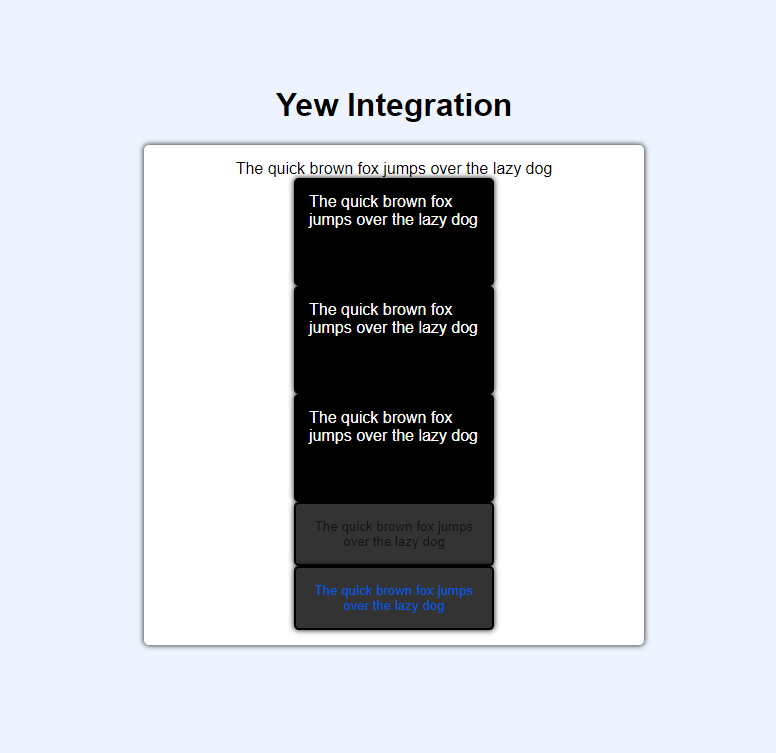 Yew Integration
The quick brown fox jumps over the lazy dog
The quick brown fox
jumps over the lazy dog
The quick brown fox
jumps over the lazy dog
The quick brown fox
jumps over the lazy dog
The quick brown fox jumps
over the lazy dog
The quick brown fox jumps
over the lazy dog